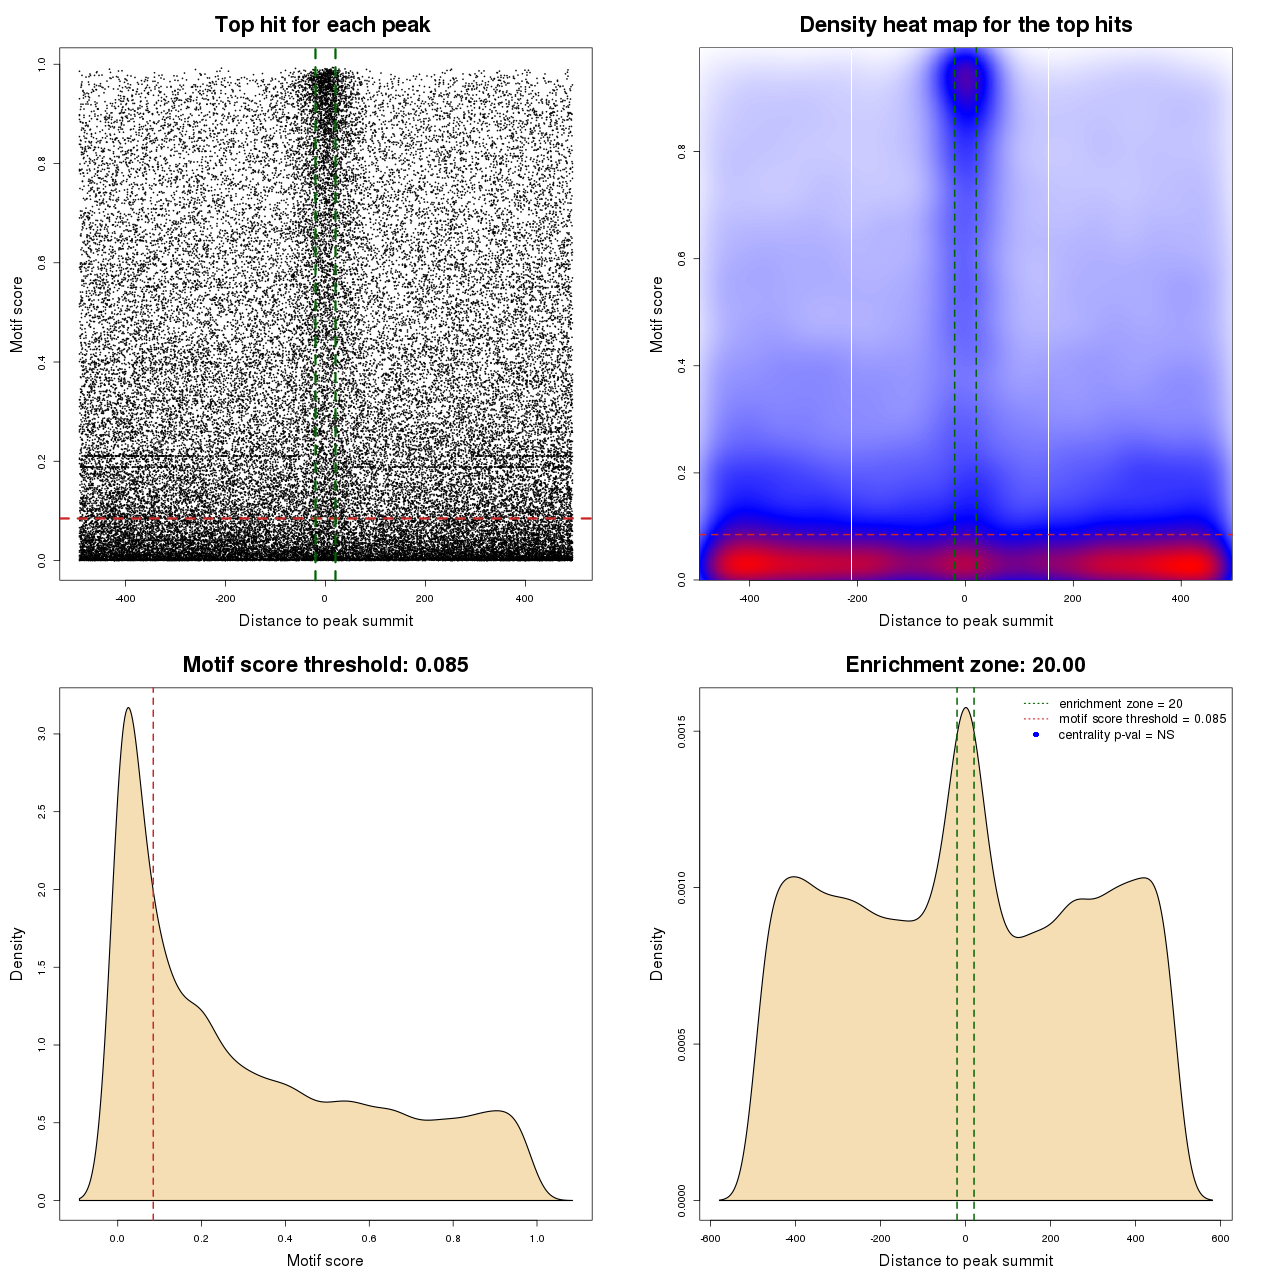 Top hit for each peak
Motif score
0.0 0.2 0.4 0.6 0.8 1.0
-400 -200 0 200 400
Distance to peak summit
Density heat map for the top hits
Motif score
0.0 0.2 0.4 0.6 0.8
-400 -200 0 200 400
Distance to peak summit
Motif score threshold: 0.085
Density
0.0 0.5 1.0 1.5 2.0 2.5 3.0
0.0 0.2 0.4 0.6 0.8 1.0
Motif score
Enrichment zone: 20.00
Density
0.0000 0.0005 0.0010 0.0015
enrichment zone = 20
motif score threshold = 0.085
centrality p-val = NS
-600 -400 -200 0 200 400 600
Distance to peak summit